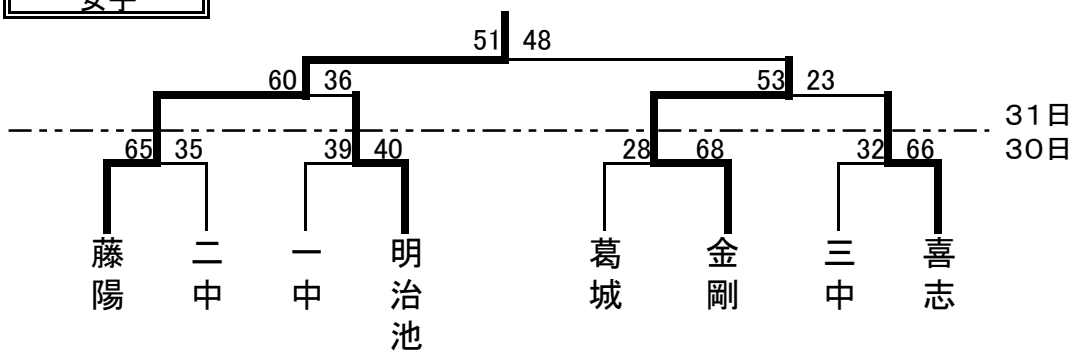 女子
51 48
60 36
53 23
31日
65 35
39 40
28 68
32 66
30日
藤陽
二中
一中
明治池
葛城
金剛
三中
喜志